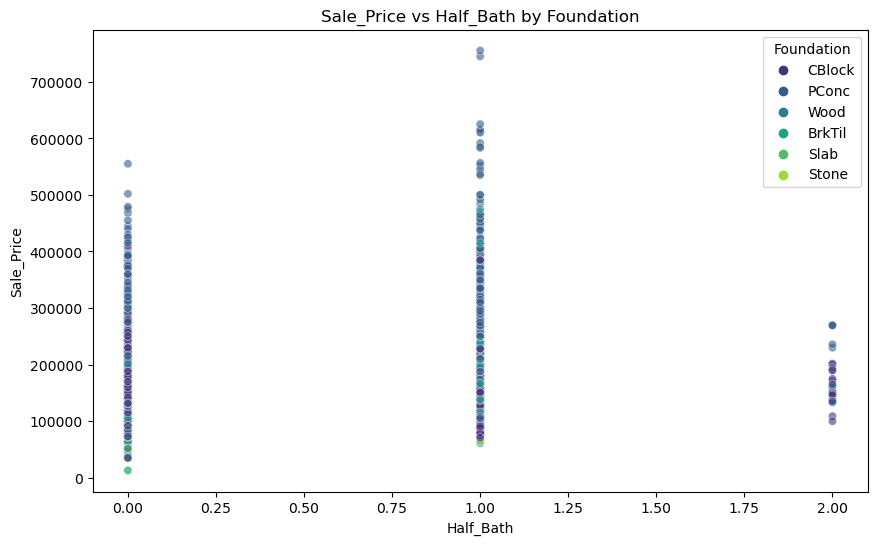 Sale_Price vs Half_Bath by Foundation
Foundation
CBlock
PConc
Wood
BrkTil
Slab
Stone
Sale_Price
700000
600000
500000
400000
300000
200000
100000
0
0.00 0.25 0.50 0.75 1.00 1.25 1.50 1.75 2.00
Half_Bath